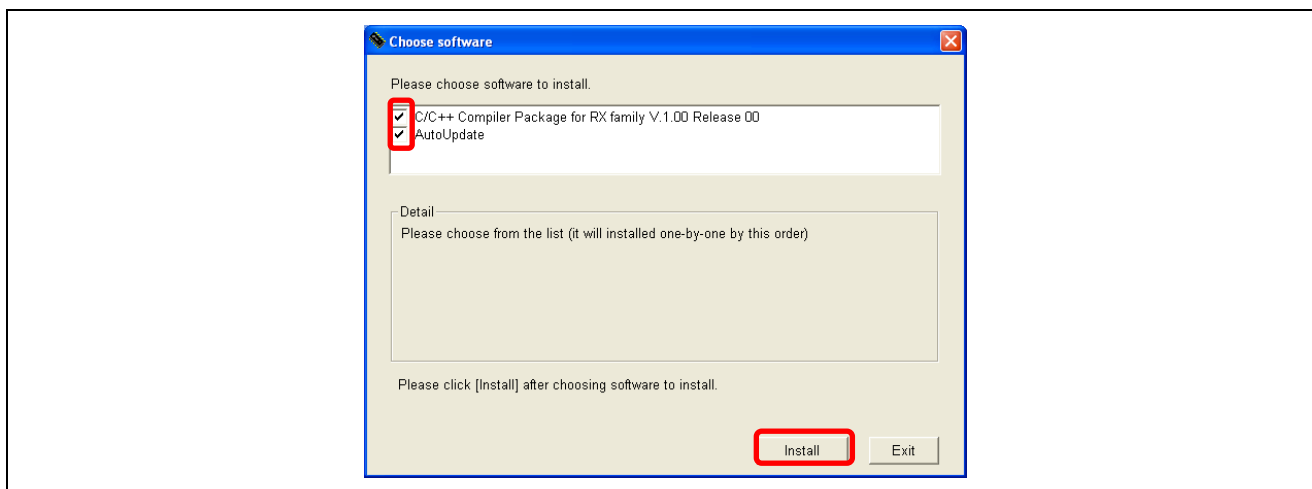 Choose software
Please choose software to install.
C/C++ Compiler Package for RX family V.1.00 Release 00
AutoUpdate
Detail
Please choose from the list (it will installed one-by-one by this order)
Please click [Install] after choosing software to install.
Install Exit